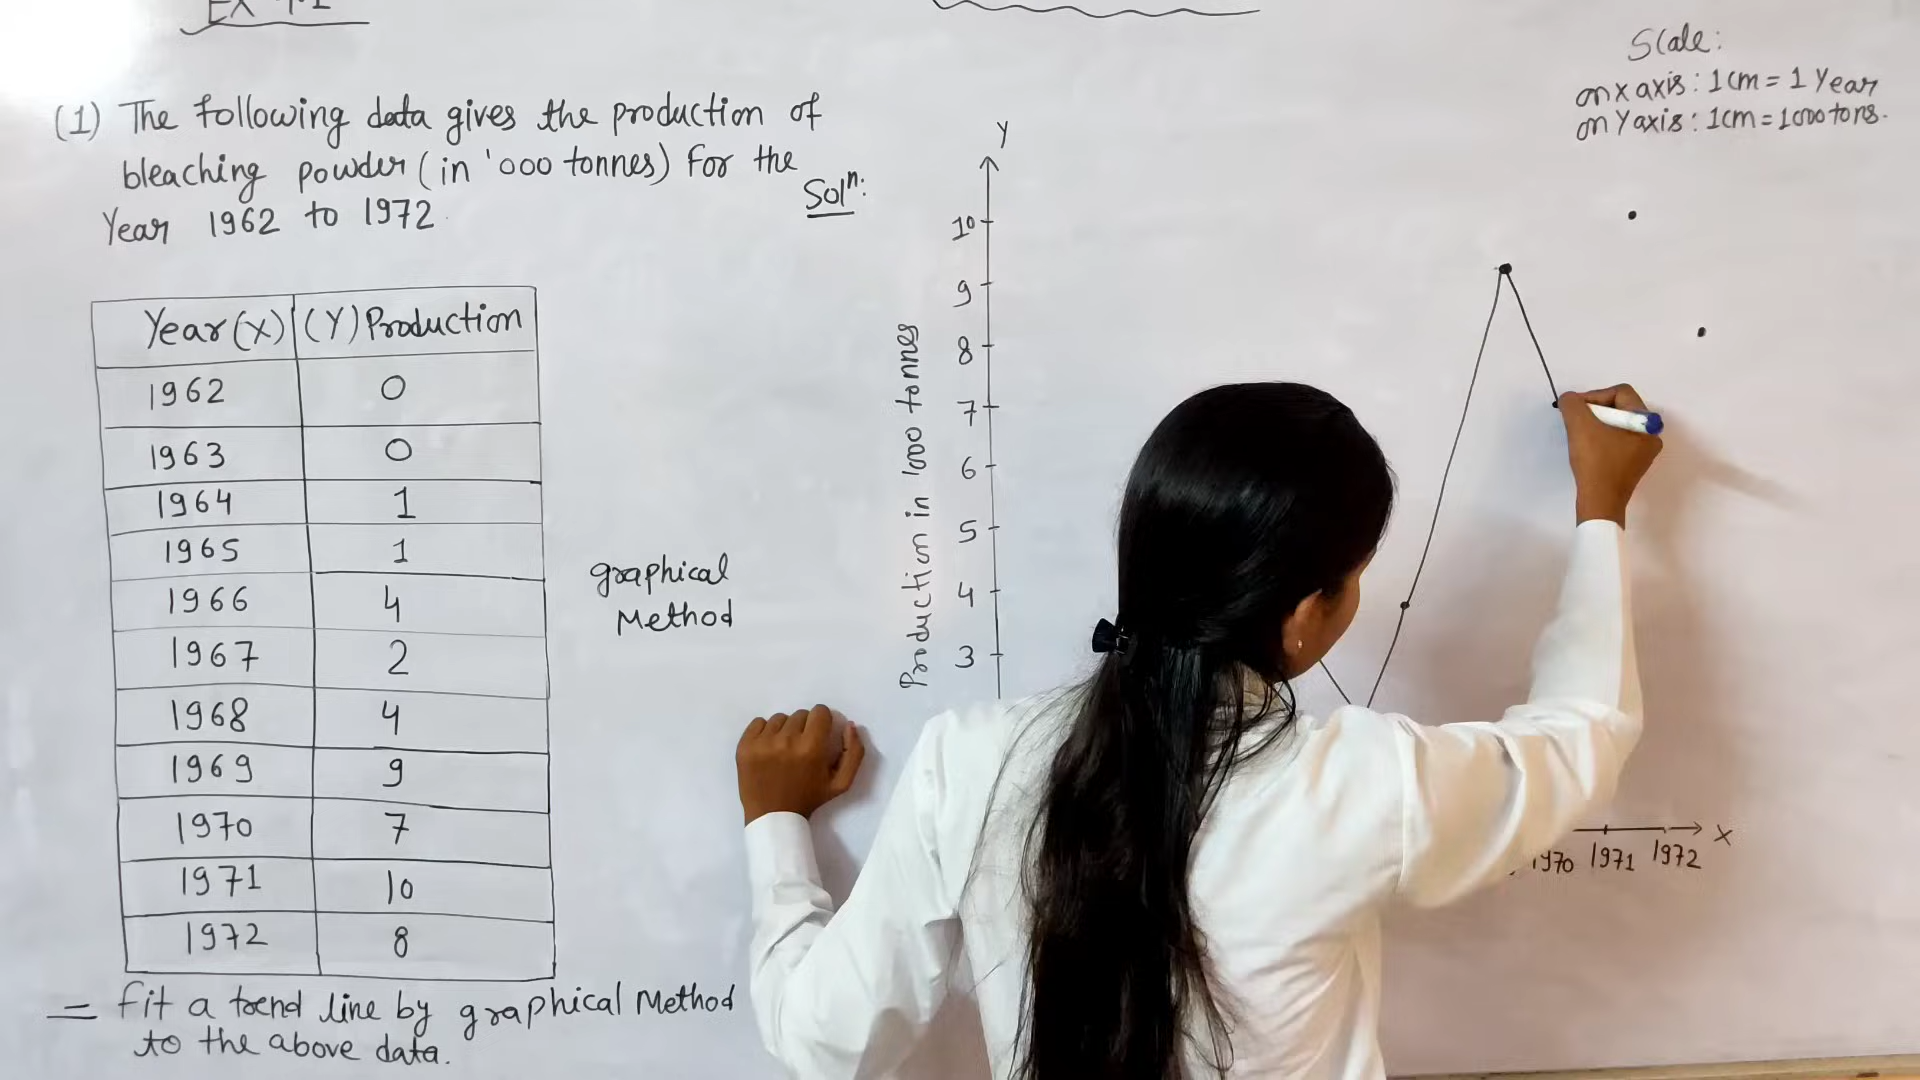 (1) The following data gives the production of
bleaching powder (in '000 tonnes) For the
Year 1962 to 1972
Solⁿ:
Year (X) (Y) Production
1962 0
1963 0
1964 1
1965 1
1966 4
1967 2
1968 4
1969 9
1970 7
1971 10
1972 8
= fit a trend line by graphical Method
to the above data.
graphical
Method
Scale:
on x axis: 1cm = 1 Year
on Y axis: 1cm = 1000 tons.
Y
10
9
8
7
6
5
4
3
Production in 1000 tonnes
1970 1971 1972
X